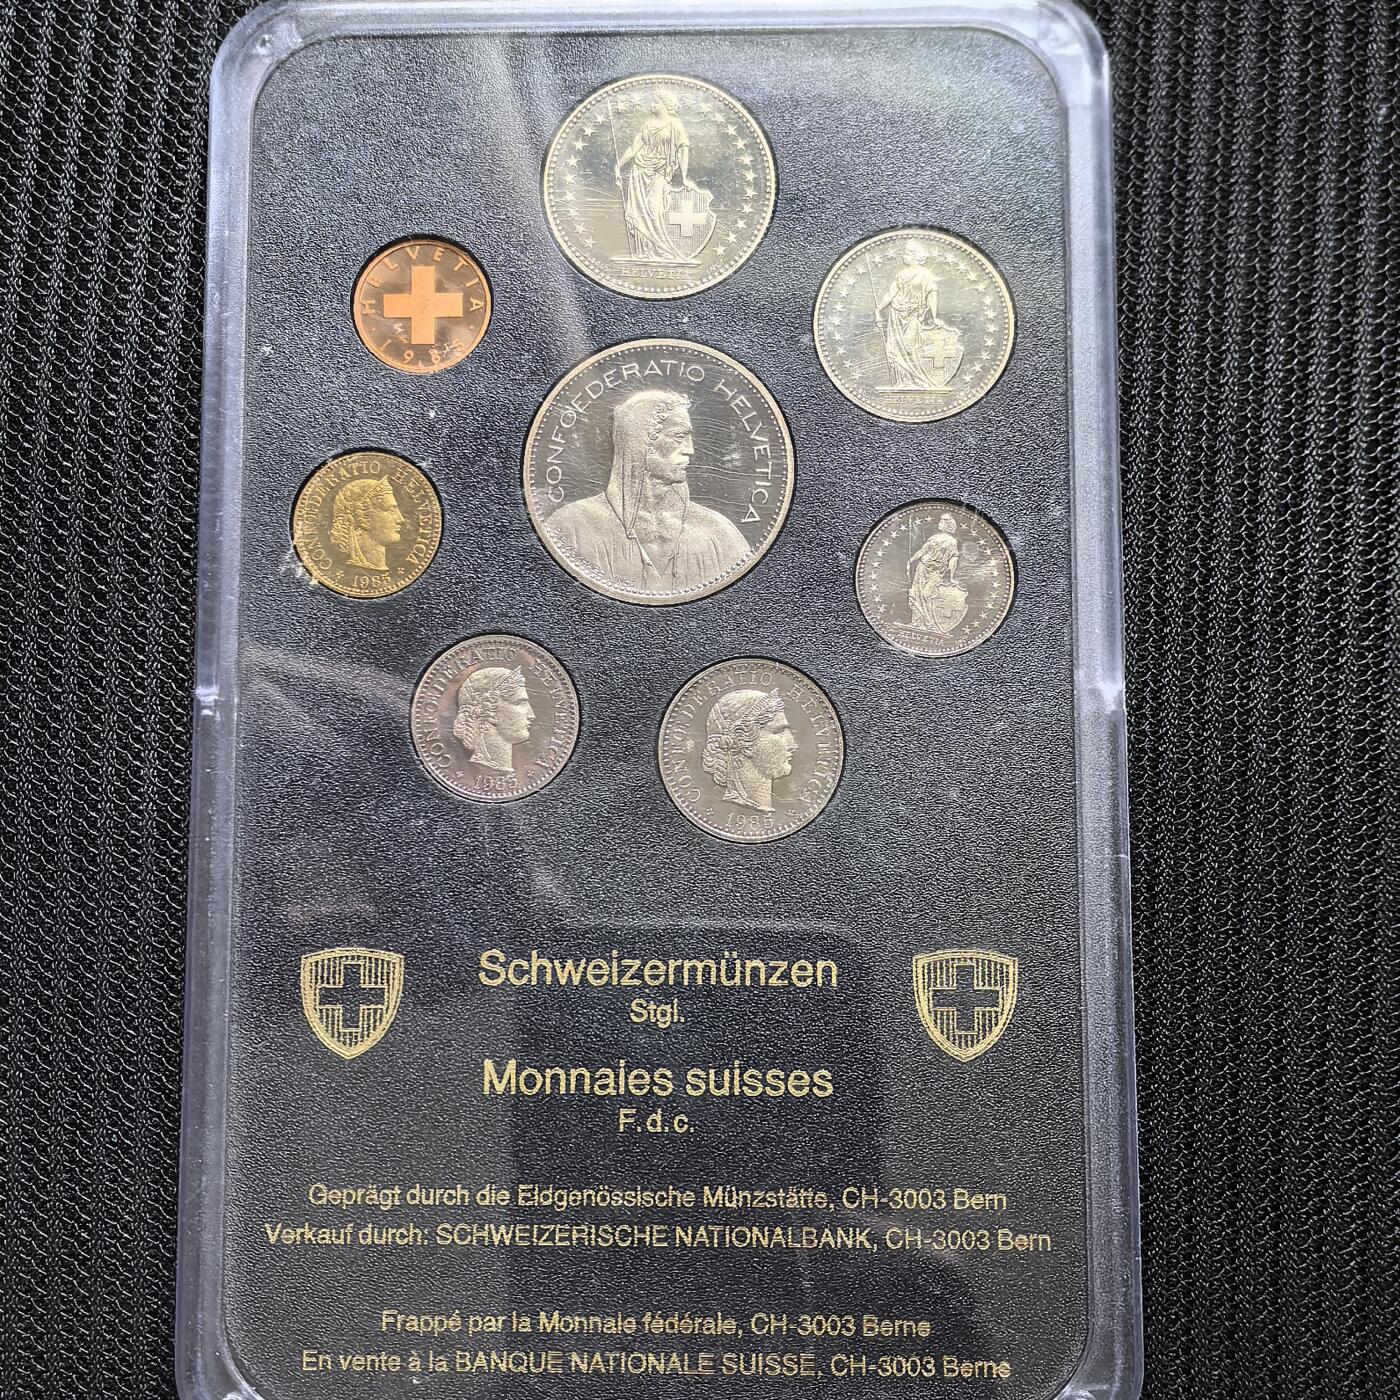 HELVETIA
HELVETIA
1985
HELVETIA
CONFOEDERATIO HELVETICA
CONFOEDERATIO HELVETICA
1985
HELVETIA
CONFOEDERATIO HELVETICA
1985
CONFOEDERATIO HELVETICA
1985
Schweizermünzen
Stgl.
Monnaies suisses
F.d.c.
Geprägt durch die Eidgenössische Münzstätte, CH-3003 Bern
Verkauf durch: SCHWEIZERISCHE NATIONALBANK, CH-3003 Bern
Frappé par la Monnaie fédérale, CH-3003 Berne
En vente à la BANQUE NATIONALE SUISSE, CH-3003 Berne